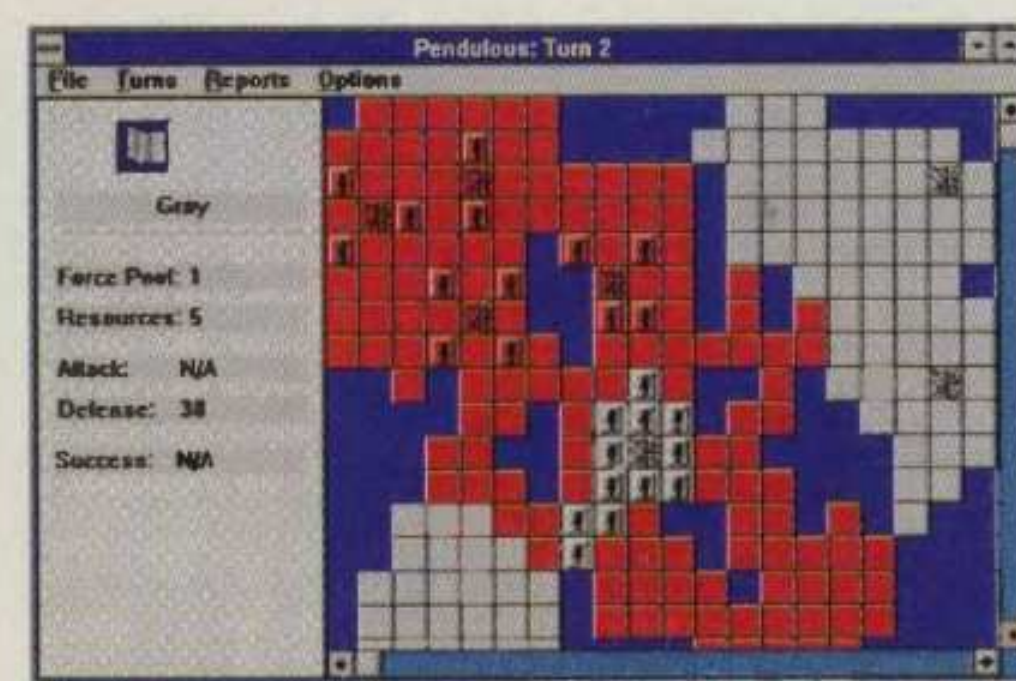 Pendulous: Turn 2
File Turns Reports Options
Gray
Force Pool: 1
Resources: 5
Attack: N/A
Defense: 38
Success: N/A